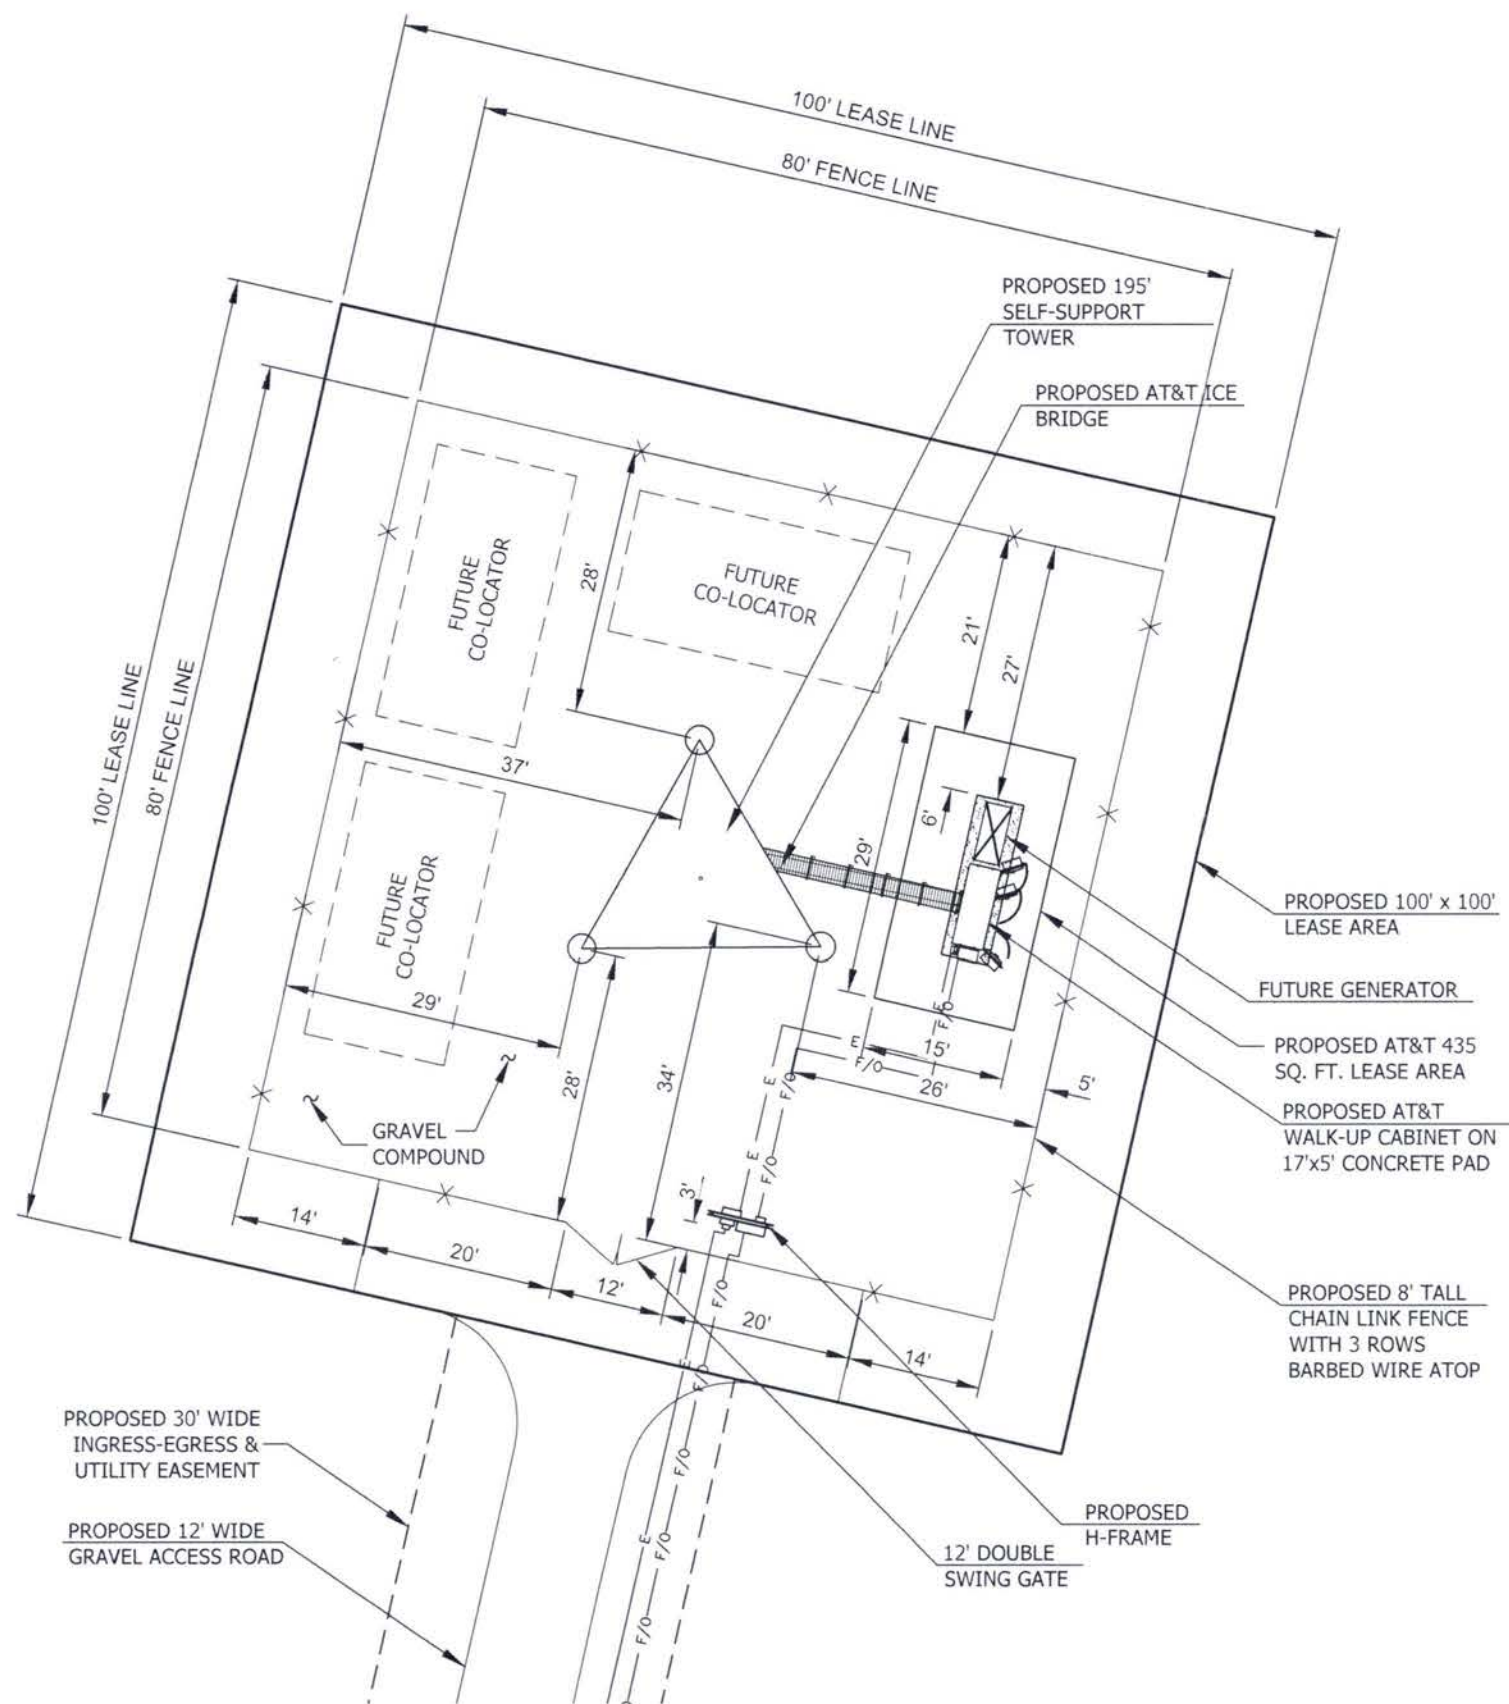 100' LEASE LINE
80' FENCE LINE
PROPOSED 195'
SELF-SUPPORT
TOWER
PROPOSED AT&T ICE
BRIDGE
100' LEASE LINE
80' FENCE LINE
FUTURE
CO-LOCATOR
28'
FUTURE
CO-LOCATOR
21'
27'
37'
6'
29'
FUTURE
CO-LOCATOR
29'
28'
34'
E
F/O
E
15'
F/O
26'
5'
E
F/O
E
F/O
GRAVEL
COMPOUND
3'
14'
20'
12'
20'
14'
F/O
E
F/O
F/O
E
F/O
F/O
PROPOSED 100' x 100'
LEASE AREA
FUTURE GENERATOR
PROPOSED AT&T 435
SQ. FT. LEASE AREA
PROPOSED AT&T
WALK-UP CABINET ON
17'x5' CONCRETE PAD
PROPOSED 8' TALL
CHAIN LINK FENCE
WITH 3 ROWS
BARBED WIRE ATOP
PROPOSED 30' WIDE
INGRESS-EGRESS &
UTILITY EASEMENT
PROPOSED 12' WIDE
GRAVEL ACCESS ROAD
PROPOSED
H-FRAME
12' DOUBLE
SWING GATE